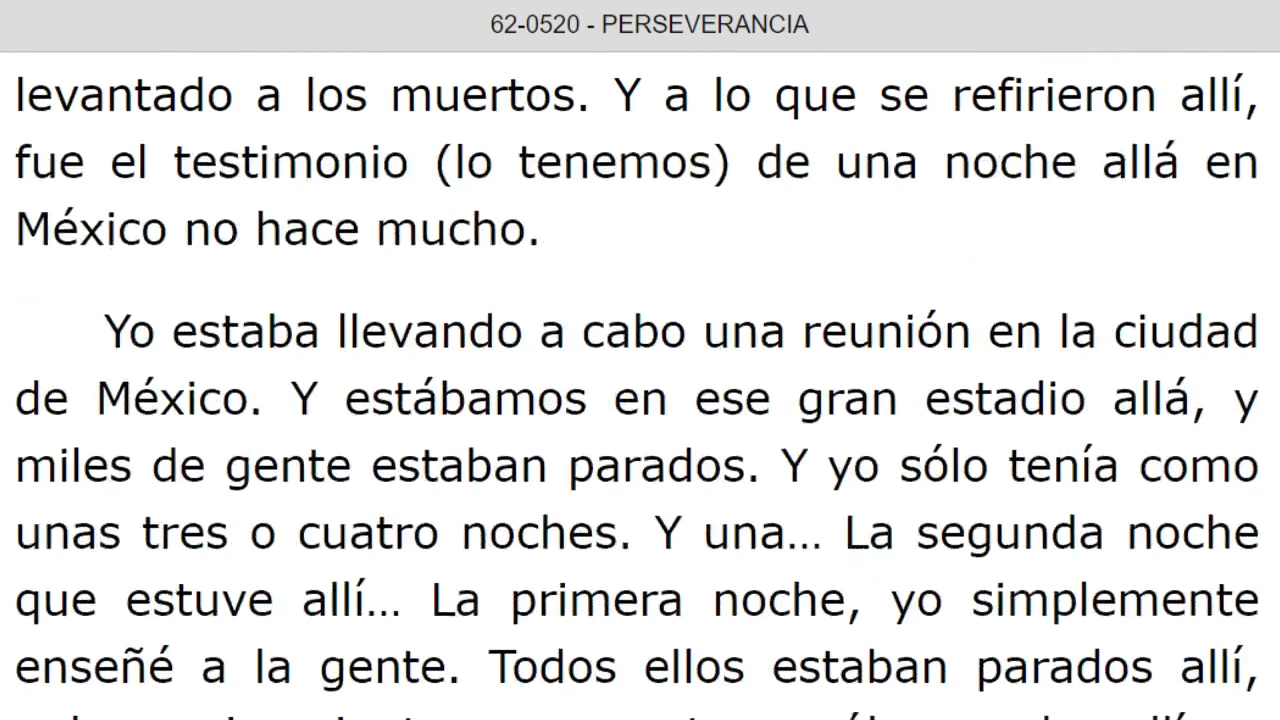 62-0520 - PERSEVERANCIA
levantado a los muertos. Y a lo que se refirieron allí,
fue el testimonio (lo tenemos) de una noche allá en
México no hace mucho.
Yo estaba llevando a cabo una reunión en la ciudad
de México. Y estábamos en ese gran estadio allá, y
miles de gente estaban parados. Y yo sólo tenía como
unas tres o cuatro noches. Y una… La segunda noche
que estuve allí… La primera noche, yo simplemente
enseñé a la gente. Todos ellos estaban parados allí,